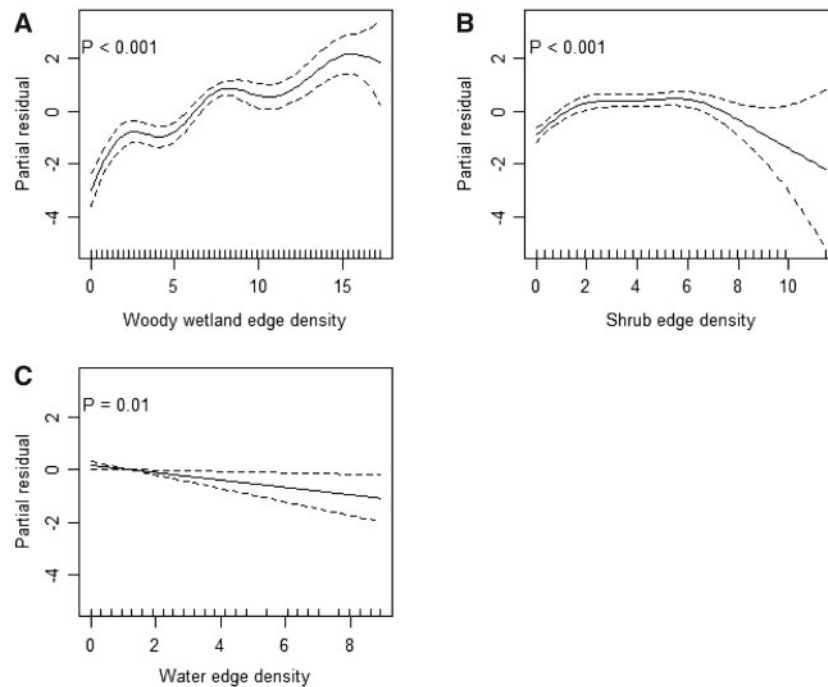 A
P < 0.001
Partial residual
2
0
-2
-4
0 5 10 15
Woody wetland edge density
B
P < 0.001
Partial residual
2
0
-2
-4
0 2 4 6 8 10
Shrub edge density
C
P = 0.01
Partial residual
2
0
-2
-4
0 2 4 6 8
Water edge density